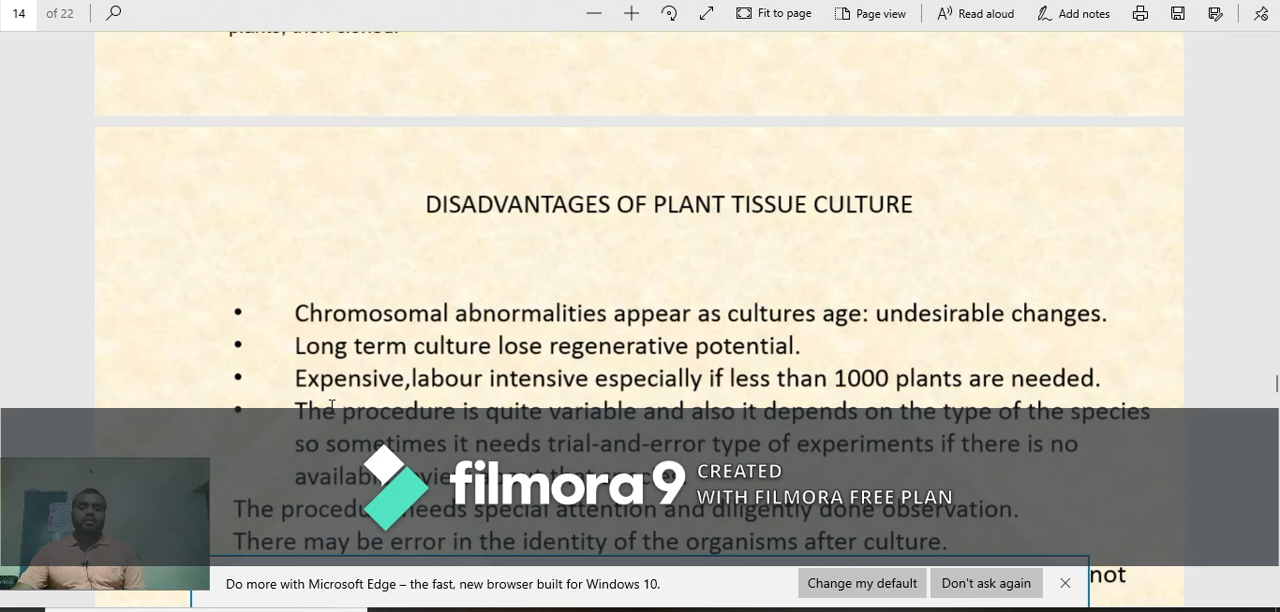 14 of 22 Fit to page Page view Read aloud Add notes
DISADVANTAGES OF PLANT TISSUE CULTURE
• Chromosomal abnormalities appear as cultures age: undesirable changes.
• Long term culture lose regenerative potential.
• Expensive,labour intensive especially if less than 1000 plants are needed.
• The procedure is quite variable and also it depends on the type of the species
so sometimes it needs trial-and-error type of experiments if there is no
filmora9 CREATED
WITH FILMORA FREE PLAN
The needs special attention and diligently done observation.
There may be error in the identity of the organisms after culture.
not
Do more with Microsoft Edge – the fast, new browser built for Windows 10. Change my default Don't ask again